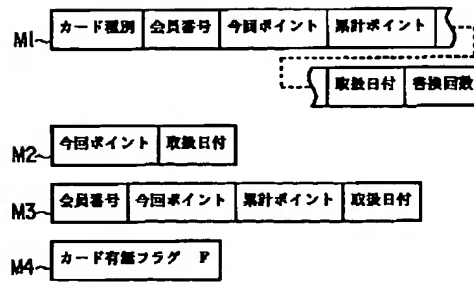 M1 カード種別 会員番号 今回ポイント 累計ポイント
取扱日付 書換回数
M2 今回ポイント 取扱日付
M3 会員番号 今回ポイント 累計ポイント 取扱日付
M4 カード有無フラグ F